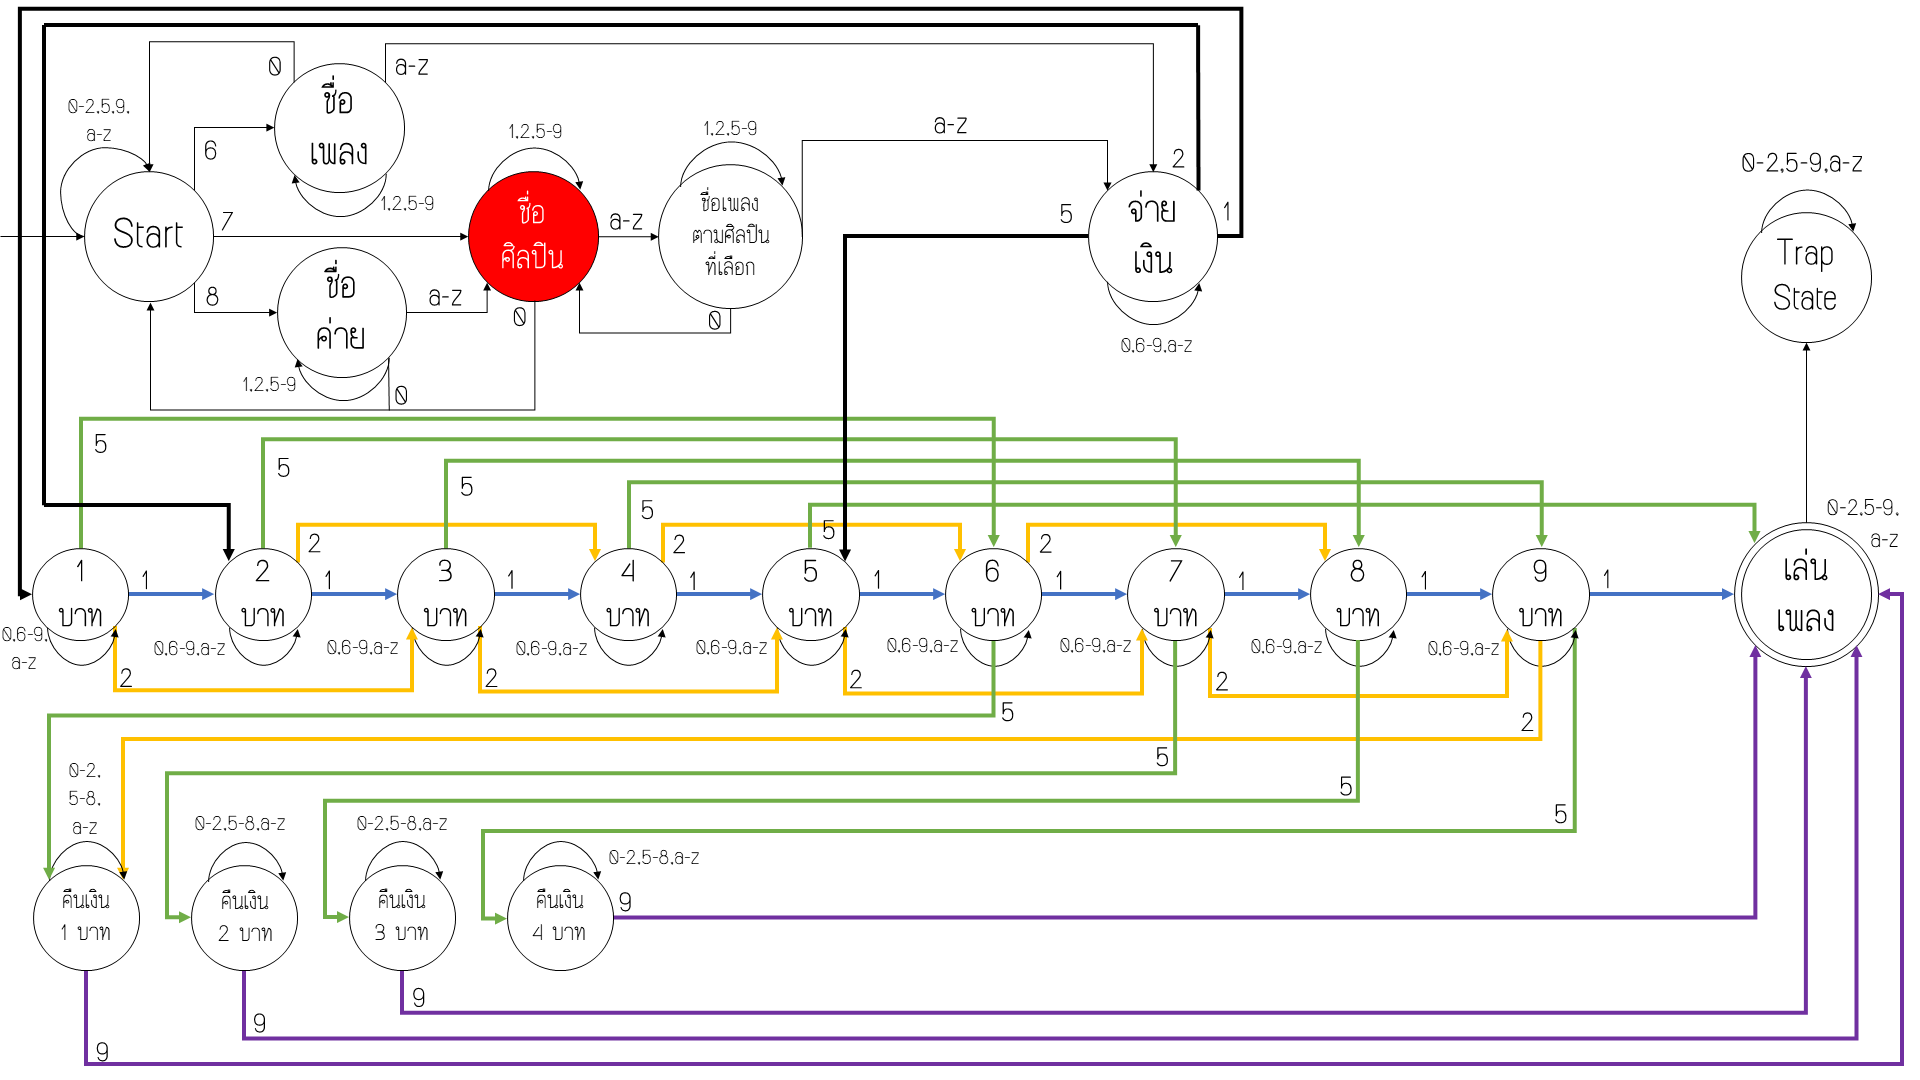 0
a-z
0-2,5,9,
a-z
6
ชื่อ
เพลง
1,2,5-9
Start
7
8
ชื่อ
ค่าย
1,2,5-9
0
a-z
1,2,5-9
ชื่อ
ศิลปิน
0
a-z
1,2,5-9
ชื่อเพลง
ตามศิลปิน
ที่เลือก
0
a-z
2
5
1
จ่าย
เงิน
0,6-9,a-z
0-2,5-9,a-z
Trap
State
5
5
5
5
5
2
2
2
1
บาท
1
2
บาท
1
3
บาท
1
4
บาท
1
5
บาท
1
6
บาท
1
7
บาท
1
8
บาท
1
9
บาท
1
0-2,5-9,
a-z
เล่น
เพลง
0,6-9,
a-z
0,6-9,a-z
0,6-9,a-z
0,6-9,a-z
0,6-9,a-z
0,6-9,a-z
0,6-9,a-z
0,6-9,a-z
0,6-9,a-z
2
2
2
2
5
2
5
5
5
0-2,
5-8,
a-z
0-2,5-8,a-z
0-2,5-8,a-z
0-2,5-8,a-z
คืนเงิน
1 บาท
คืนเงิน
2 บาท
คืนเงิน
3 บาท
คืนเงิน
4 บาท
9
9
9
9